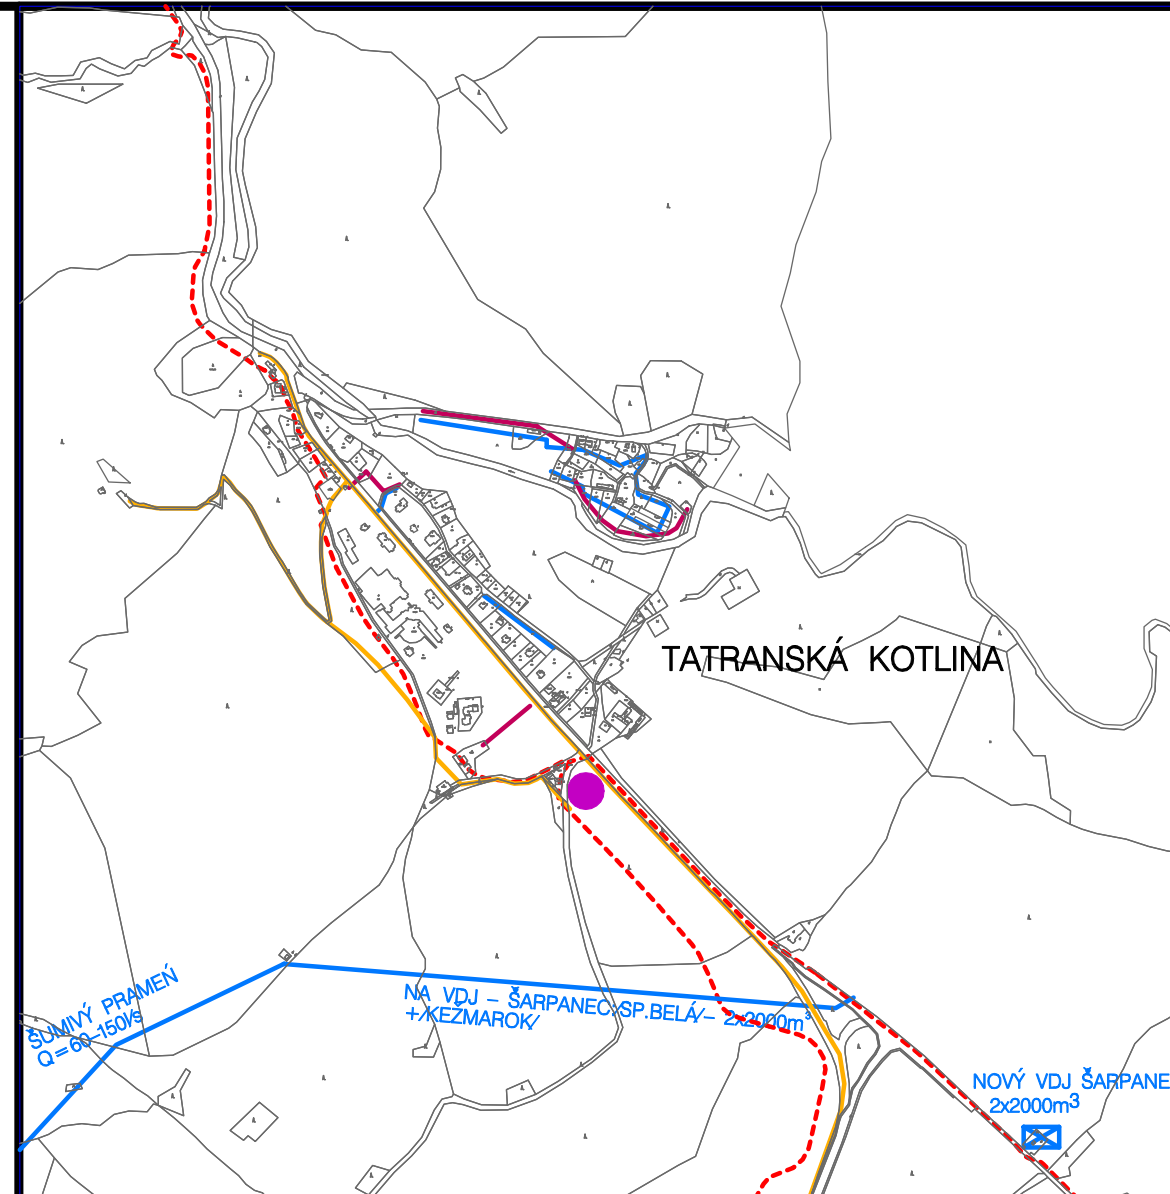 TATRANSKÁ KOTLINA
ŠUMIVÝ PRAMEŇ
Q=60-150l/s
NA VDJ - ŠARPANEC, SP.BELÁ/- 2x2000m³
+/KEŽMAROK/
NOVÝ VDJ ŠARPANE
2x2000m³